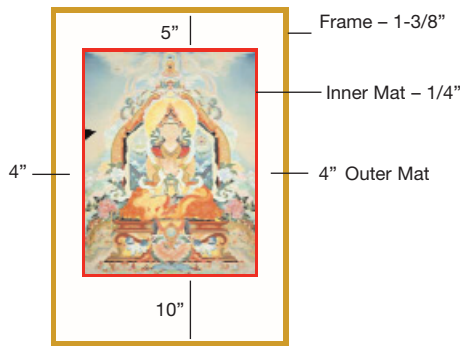 5”
Frame – 1-3/8”
Inner Mat – 1/4”
4”
4” Outer Mat
10”